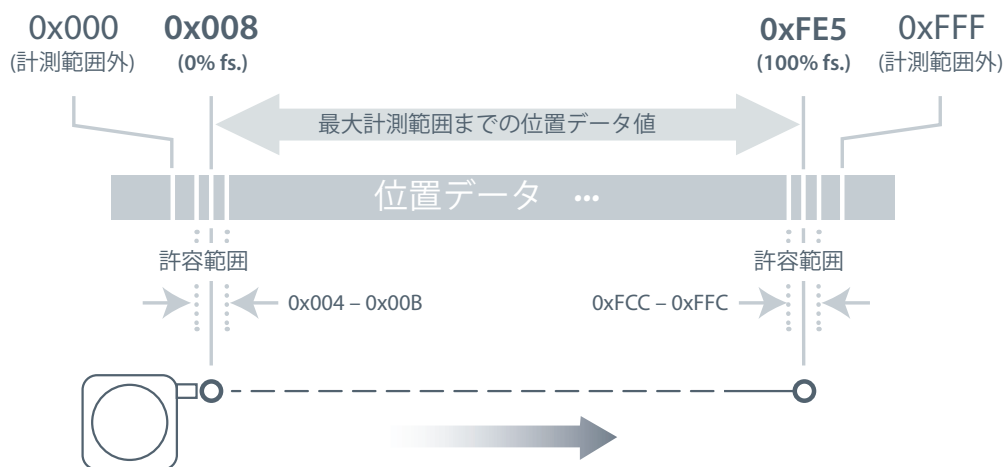 0x000 0x008 0xFE5 0xFFF
(計測範囲外) (0% fs.) (100% fs.) (計測範囲外)
最大計測範囲までの位置データ値
位置データ ...
許容範囲 許容範囲
0x004 – 0x00B 0xFCC – 0xFFC